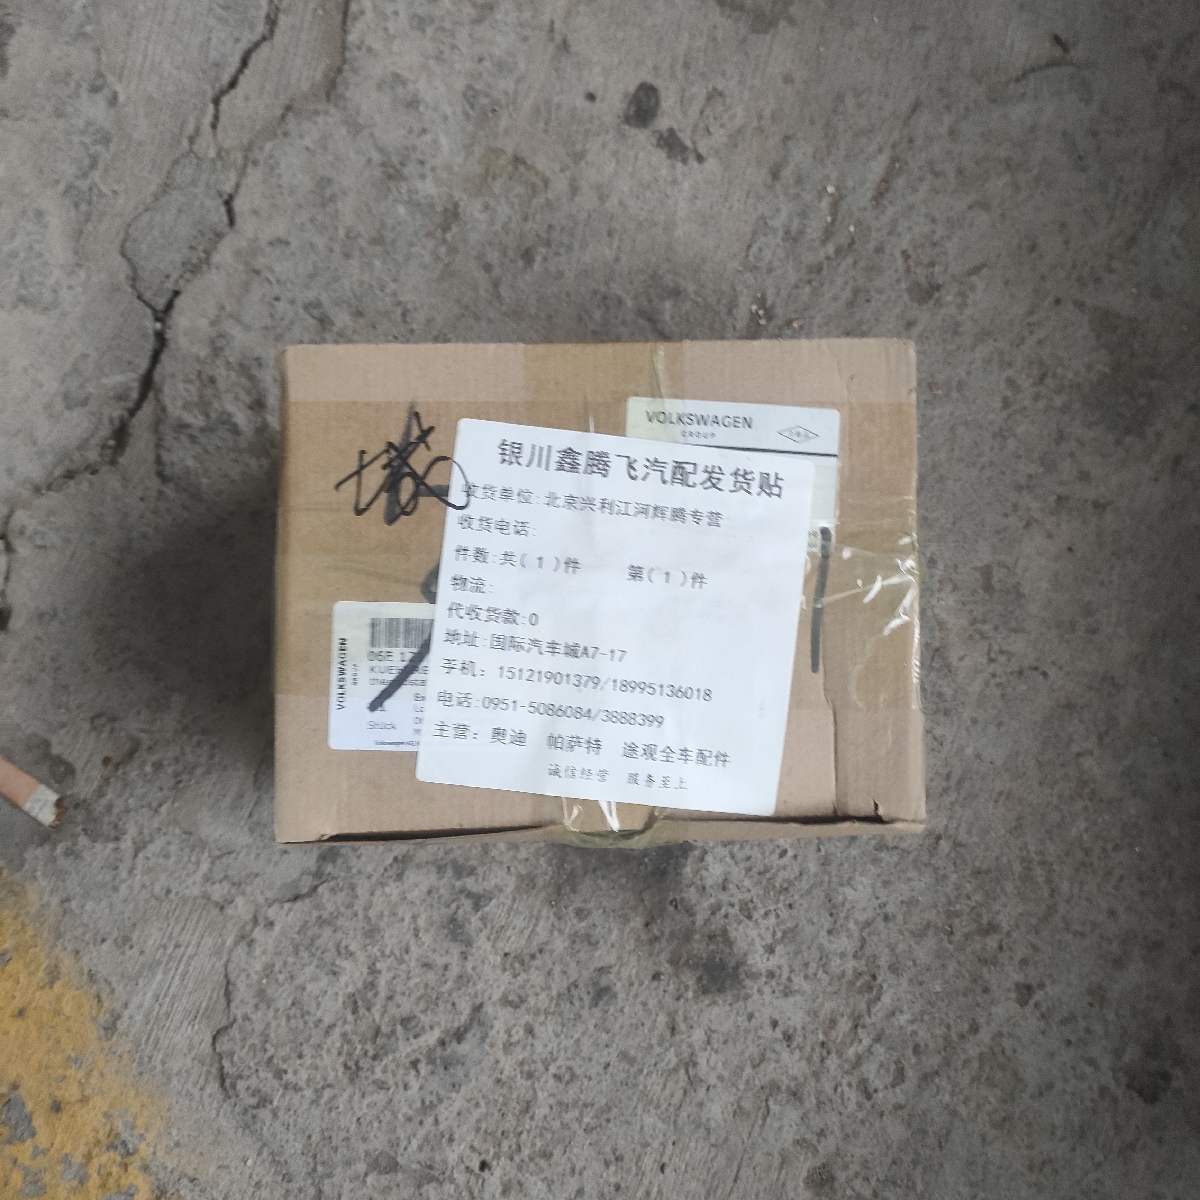 VOLKSWAGEN
GROUP
银川鑫腾飞汽配发货贴
收货单位:北京兴利江河辉腾专营
收货电话:
件数:共(1)件 第(1)件
物流:
代收货款:0
地址:国际汽车城A7-17
手机: 15121901379/18995136018
电话:0951-5086084/3888399
主营: 奥迪 帕萨特 途观全车配件
诚信经营 服务至上
VOLKSWAGEN
06E 1
Stück